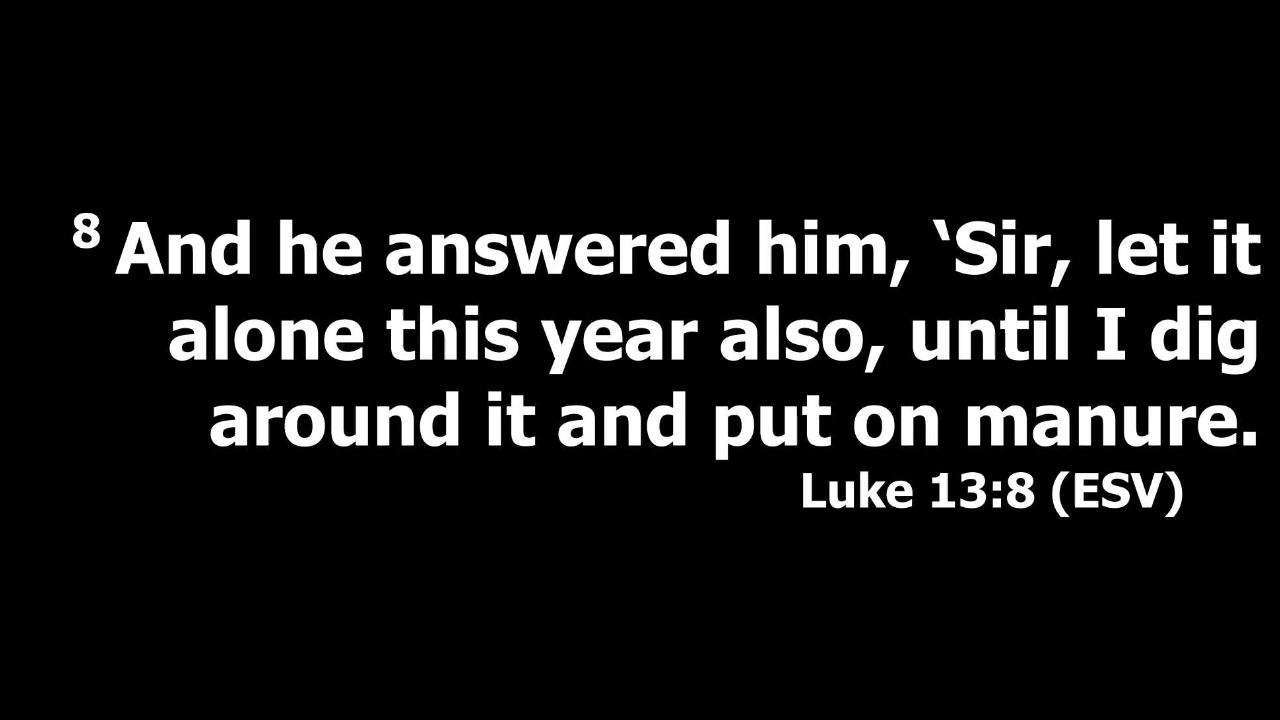 8 And he answered him, ‘Sir, let it
alone this year also, until I dig
around it and put on manure.
Luke 13:8 (ESV)